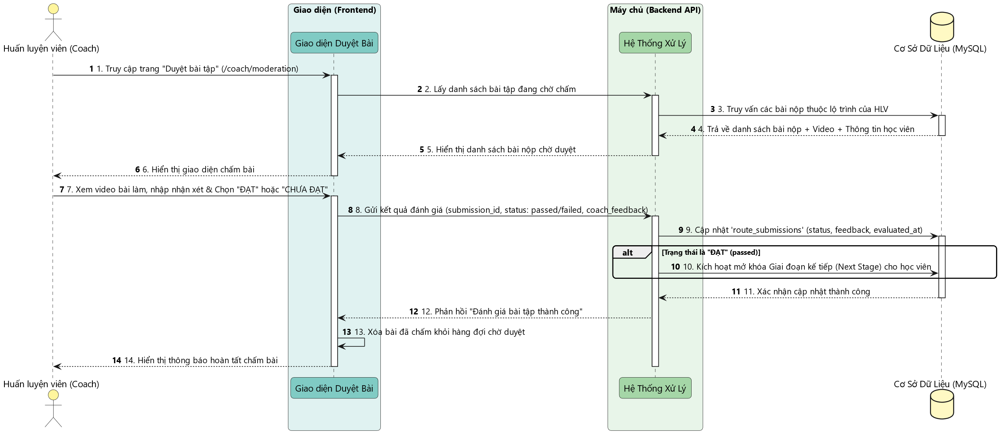 Giao diện (Frontend)
Máy chủ (Backend API)
Huấn luyện viên (Coach)
Giao diện Duyệt Bài
Hệ Thống Xử Lý
Cơ Sở Dữ Liệu (MySQL)
1 1. Truy cập trang "Duyệt bài tập" (/coach/moderation)
2 2. Lấy danh sách bài tập đang chờ chấm
3 3. Truy vấn các bài nộp thuộc lộ trình của HLV
4 4. Trả về danh sách bài nộp + Video + Thông tin học viên
5 5. Hiển thị danh sách bài nộp chờ duyệt
6 6. Hiển thị giao diện chấm bài
7 7. Xem video bài làm, nhập nhận xét & Chọn "ĐẠT" hoặc "CHƯA ĐẠT"
8 8. Gửi kết quả đánh giá (submission_id, status: passed/failed, coach_feedback)
9 9. Cập nhật 'route_submissions' (status, feedback, evaluated_at)
alt [Trạng thái là "ĐẠT" (passed)]
10 10. Kích hoạt mở khóa Giai đoạn kế tiếp (Next Stage) cho học viên
11 11. Xác nhận cập nhật thành công
12 12. Phản hồi "Đánh giá bài tập thành công"
13 13. Xóa bài đã chấm khỏi hàng đợi chờ duyệt
14 14. Hiển thị thông báo hoàn tất chấm bài
Huấn luyện viên (Coach)
Giao diện Duyệt Bài
Hệ Thống Xử Lý
Cơ Sở Dữ Liệu (MySQL)